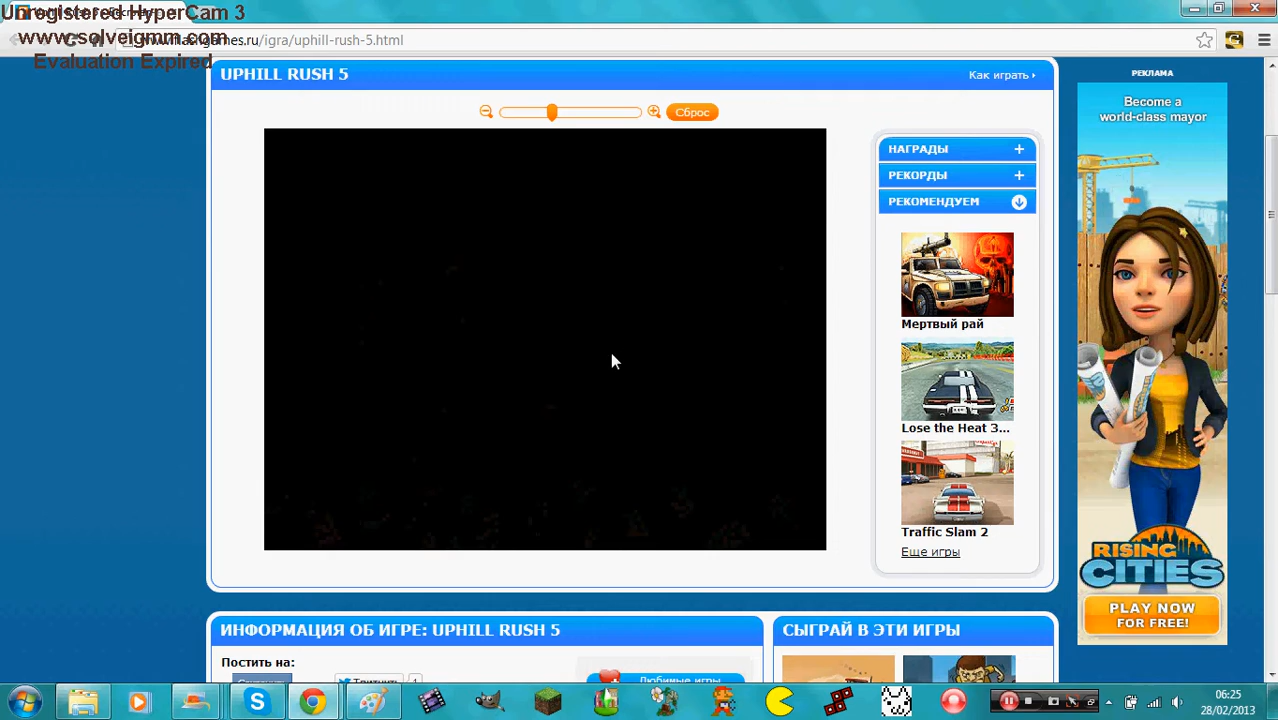 Unregistered HyperCam 3
www.solveigmm.com
Evaluation Expired
/igra/uphill-rush-5.html
UPHILL RUSH 5
Как играть
Сброс
НАГРАДЫ
РЕКОРДЫ
РЕКОМЕНДУЕМ
Мертвый рай
Lose the Heat 3...
Traffic Slam 2
Еще игры
РЕКЛАМА
Become a
world-class mayor
RISING
CITIES
PLAY NOW
FOR FREE!
ИНФОРМАЦИЯ ОБ ИГРЕ: UPHILL RUSH 5
Постить на:
Любимые игры
СЫГРАЙ В ЭТИ ИГРЫ
06:25
28/02/2013